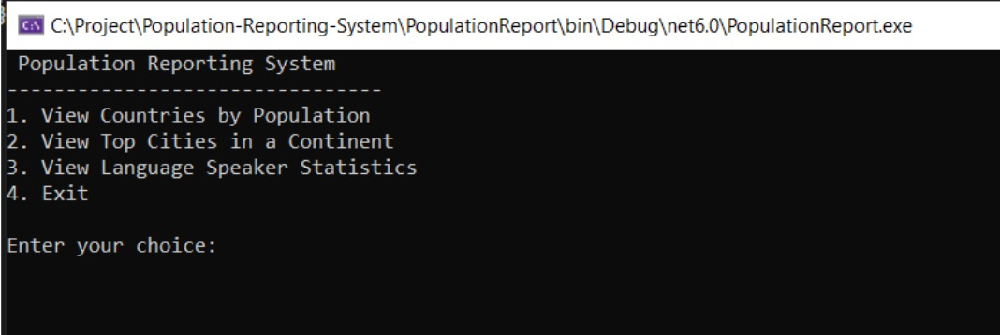 C:\Project\Population-Reporting-System\PopulationReport\bin\Debug\net6.0\PopulationReport.exe
Population Reporting System
--------------------------------
1. View Countries by Population
2. View Top Cities in a Continent
3. View Language Speaker Statistics
4. Exit
Enter your choice: